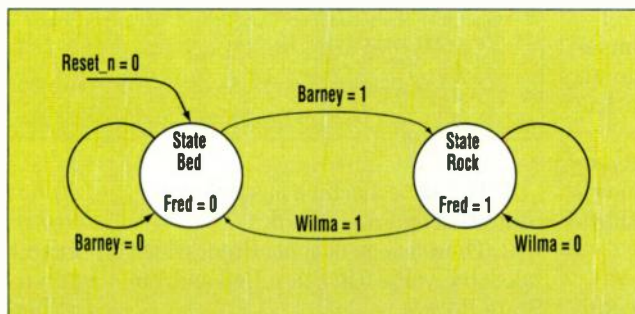 Reset_n = 0
Barney = 1
State
Bed
Fred = 0
State
Rock
Fred = 1
Wilma = 1
Barney = 0
Wilma = 0